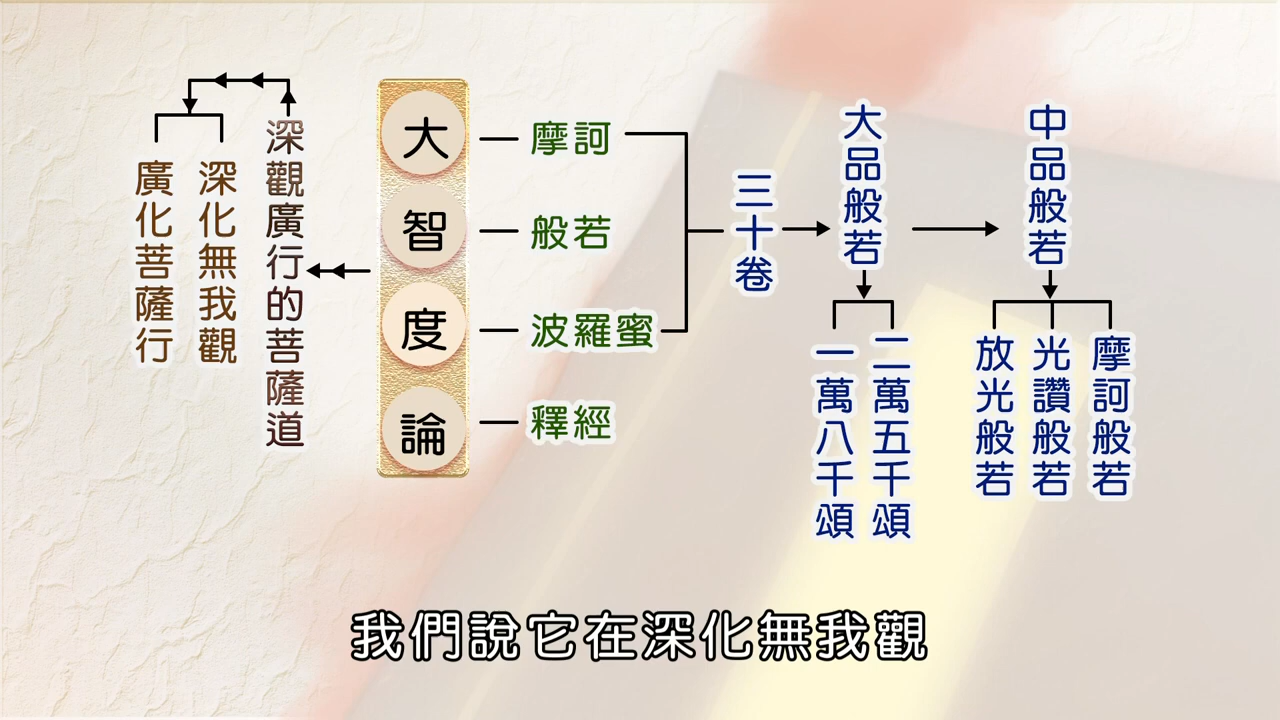 大智度論
摩訶
般若
波羅蜜
釋經
三十卷
大品般若
二萬五千頌
一萬八千頌
中品般若
摩訶般若
光讚般若
放光般若
深觀廣行的菩薩道
深化無我觀
廣化菩薩行
我們說它在深化無我觀